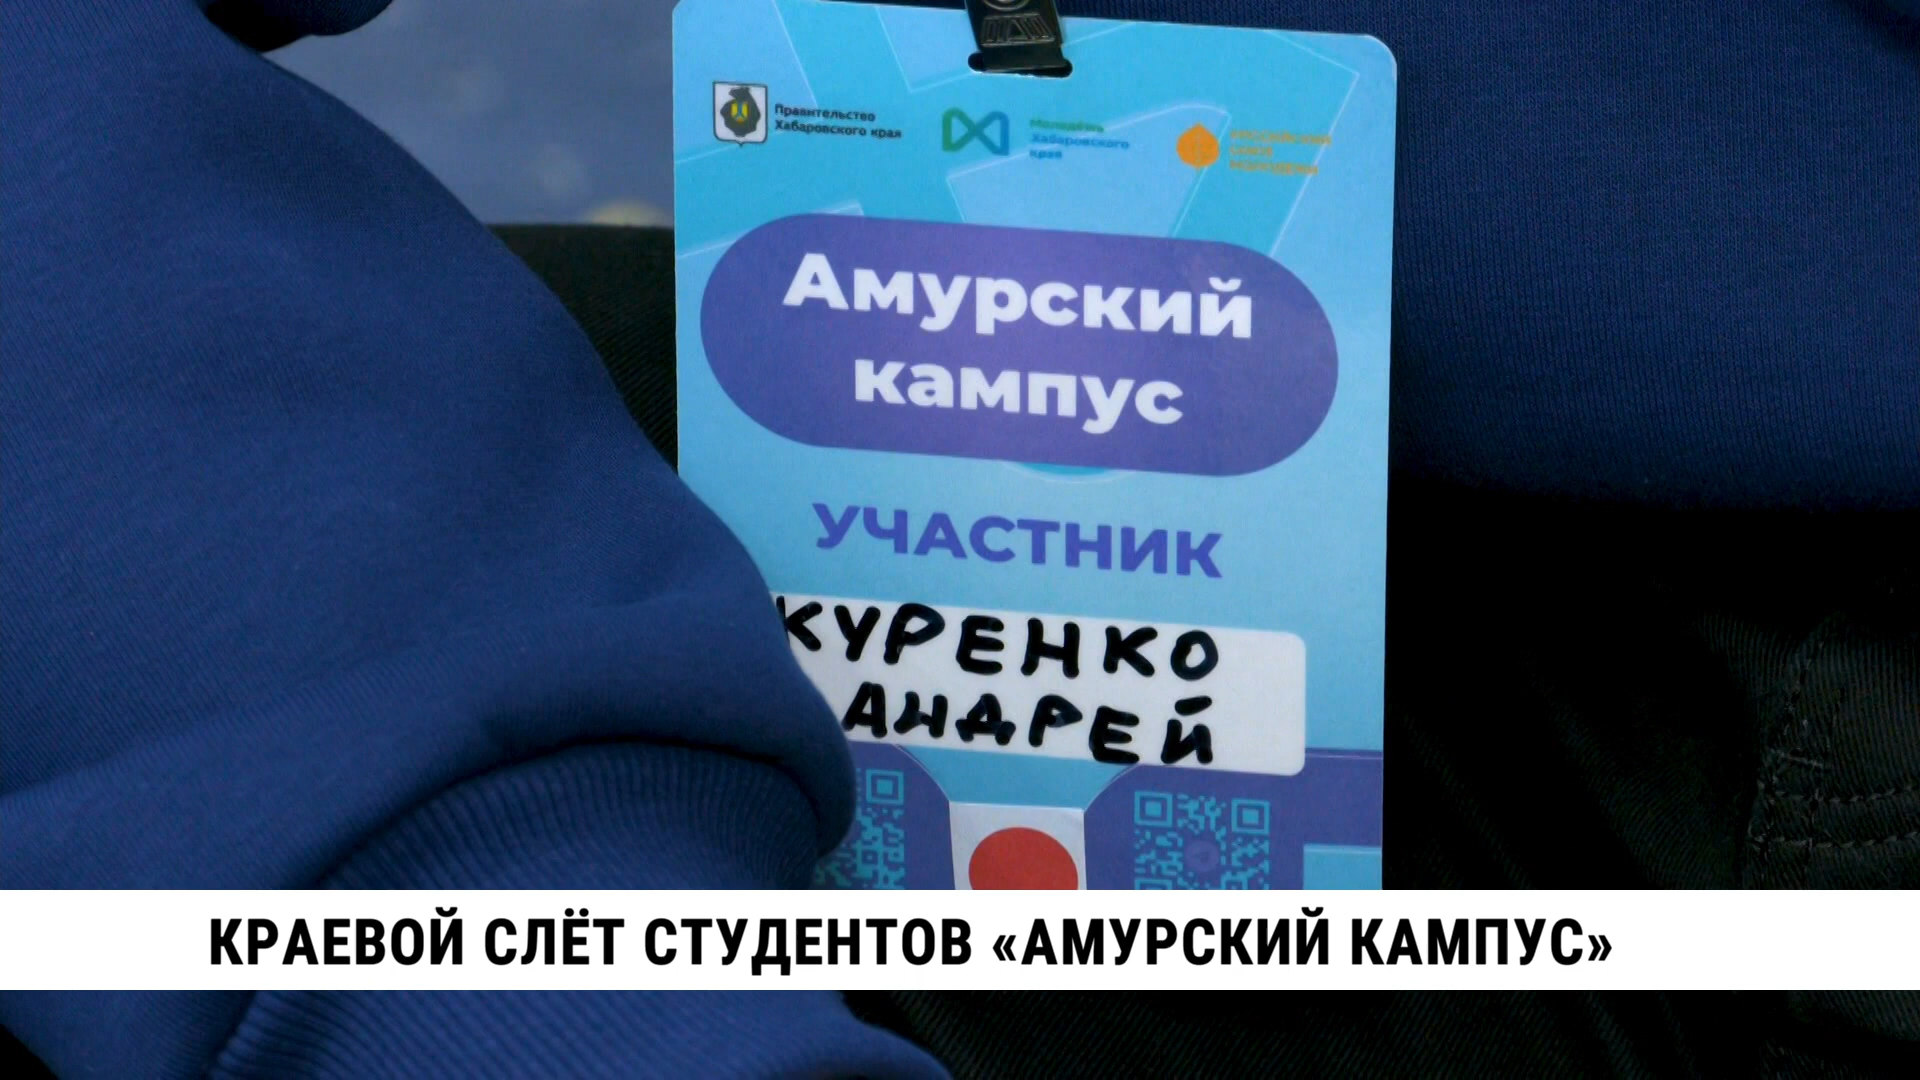 Правительство
Хабаровского края
Молодёжь
Хабаровского
края
Амурский
кампус
УЧАСТНИК
КУРЕНКО
АНДРЕЙ
КРАЕВОЙ СЛЁТ СТУДЕНТОВ «АМУРСКИЙ КАМПУС»